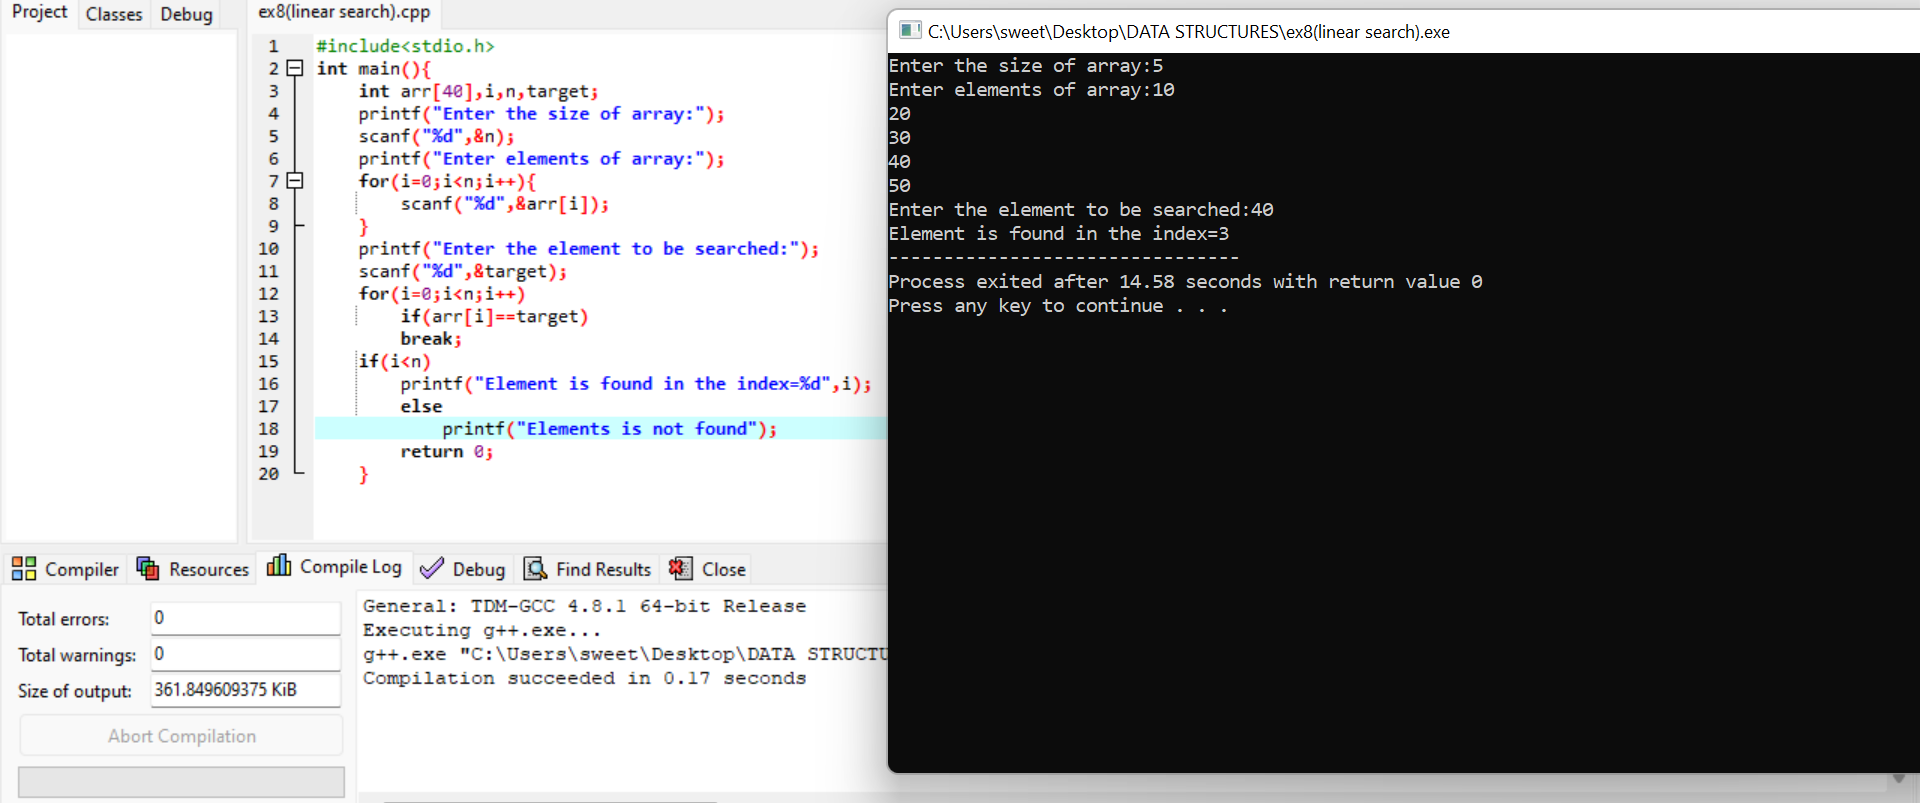 Project Classes Debug
ex8(linear search).cpp
1 #include<stdio.h>
2 int main(){
3 int arr[40],i,n,target;
4 printf("Enter the size of array:");
5 scanf("%d",&n);
6 printf("Enter elements of array:");
7 for(i=0;i<n;i++){
8 scanf("%d",&arr[i]);
9 }
10 printf("Enter the element to be searched:");
11 scanf("%d",&target);
12 for(i=0;i<n;i++)
13 if(arr[i]==target)
14 break;
15 if(i<n)
16 printf("Element is found in the index=%d",i);
17 else
18 printf("Elements is not found");
19 return 0;
20 }
C:\Users\sweet\Desktop\DATA STRUCTURES\ex8(linear search).exe
Enter the size of array:5
Enter elements of array:10
20
30
40
50
Enter the element to be searched:40
Element is found in the index=3
--------------------------------
Process exited after 14.58 seconds with return value 0
Press any key to continue . . .
Compiler Resources Compile Log Debug Find Results Close
Total errors: 0
Total warnings: 0
Size of output: 361.849609375 KiB
Abort Compilation
General: TDM-GCC 4.8.1 64-bit Release
Executing g++.exe...
g++.exe "C:\Users\sweet\Desktop\DATA STRUCTU
Compilation succeeded in 0.17 seconds